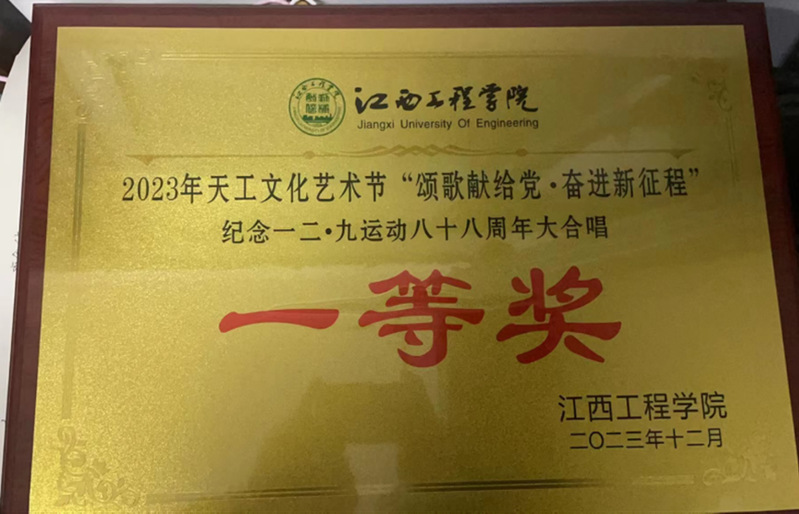 江西工程学院
Jiangxi University Of Engineering
2023年天工文化艺术节“颂歌献给党·奋进新征程”
纪念一二·九运动八十八周年大合唱
一等奖
江西工程学院
二〇二三年十二月